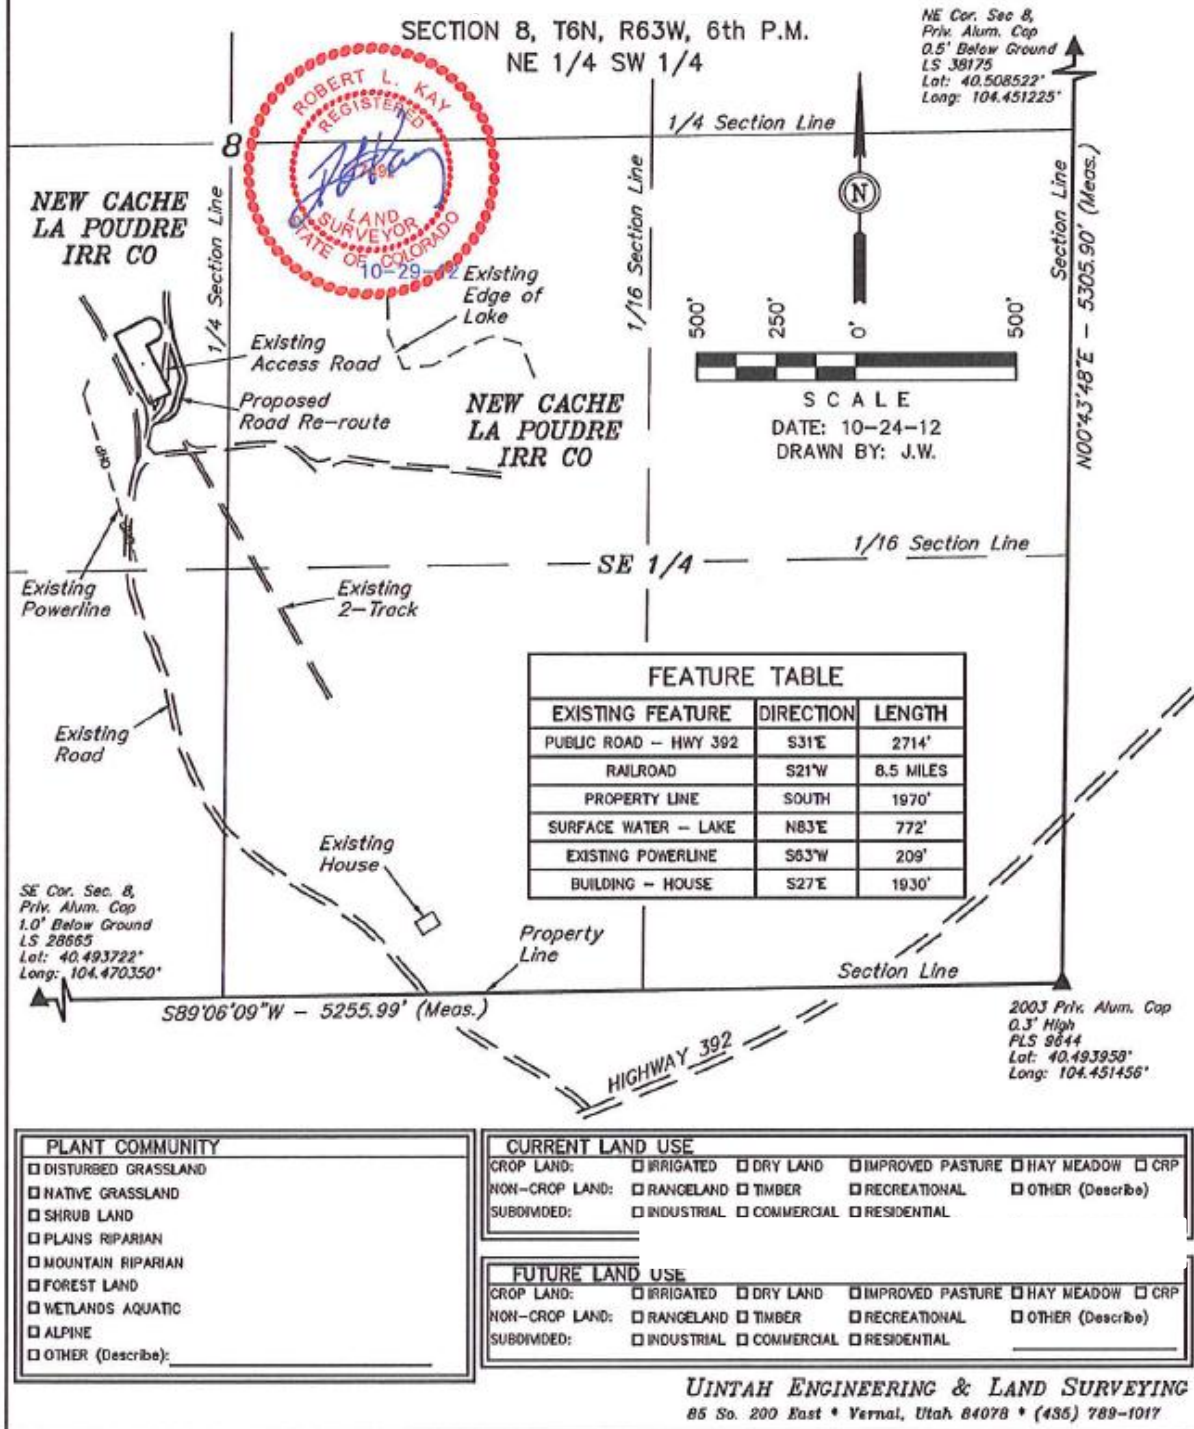 SECTION 8, T6N, R63W, 6th P.M.
NE 1/4 SW 1/4
NE Cor. Sec 8,
Priv. Alum. Cap
0.5' Below Ground
LS 38175
Lat: 40.508522°
Long: 104.451225°
ROBERT L. KAY
REGISTERED
LAND
SURVEYOR
STATE OF COLORADO
10-29-12
8
1/4 Section Line
1/4 Section Line
1/16 Section Line
Section Line
N00°43'48"E - 5305.90' (Meas.)
NEW CACHE
LA POUDRE
IRR CO
Existing
Edge of
Lake
N
500'
250'
0'
500'
SCALE
DATE: 10-24-12
DRAWN BY: J.W.
Existing
Access Road
Proposed
Road Re-route
NEW CACHE
LA POUDRE
IRR CO
OHP
1/16 Section Line
SE 1/4
Existing
Powerline
Existing
2-Track
Existing
Road
FEATURE TABLE
EXISTING FEATURE DIRECTION LENGTH
PUBLIC ROAD - HWY 392 S31°E 2714'
RAILROAD S21°W 8.5 MILES
PROPERTY LINE SOUTH 1970'
SURFACE WATER - LAKE N83°E 772'
EXISTING POWERLINE S63°W 209'
BUILDING - HOUSE S27°E 1930'
Existing
House
SE Cor. Sec. 8,
Priv. Alum. Cap
1.0' Below Ground
LS 28665
Lat: 40.493722°
Long: 104.470350°
Property
Line
Section Line
S89°06'09"W - 5255.99' (Meas.)
HIGHWAY 392
2003 Priv. Alum. Cap
0.3' High
PLS 9644
Lat: 40.493958°
Long: 104.451456°
PLANT COMMUNITY
DISTURBED GRASSLAND
NATIVE GRASSLAND
SHRUB LAND
PLAINS RIPARIAN
MOUNTAIN RIPARIAN
FOREST LAND
WETLANDS AQUATIC
ALPINE
OTHER (Describe):
CURRENT LAND USE
CROP LAND: IRRIGATED DRY LAND IMPROVED PASTURE HAY MEADOW CRP
NON-CROP LAND: RANGELAND TIMBER RECREATIONAL OTHER (Describe)
SUBDIVIDED: INDUSTRIAL COMMERCIAL RESIDENTIAL
FUTURE LAND USE
CROP LAND: IRRIGATED DRY LAND IMPROVED PASTURE HAY MEADOW CRP
NON-CROP LAND: RANGELAND TIMBER RECREATIONAL OTHER (Describe)
SUBDIVIDED: INDUSTRIAL COMMERCIAL RESIDENTIAL
UINTAH ENGINEERING & LAND SURVEYING
85 So. 200 East * Vernal, Utah 84078 * (435) 789-1017